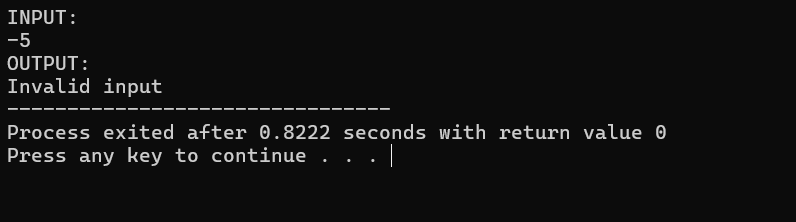 INPUT:
-5
OUTPUT:
Invalid input
--------------------------------
Process exited after 0.8222 seconds with return value 0
Press any key to continue . . .